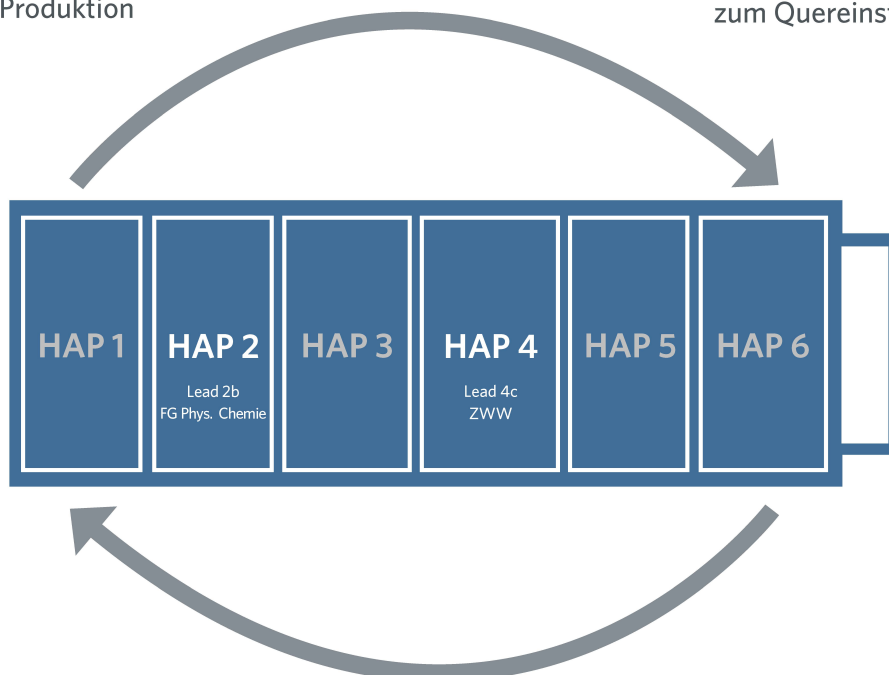 Produktion
zum Quereinst
HAP 1
HAP 2
Lead 2b
FG Phys. Chemie
HAP 3
HAP 4
Lead 4c
ZWW
HAP 5
HAP 6